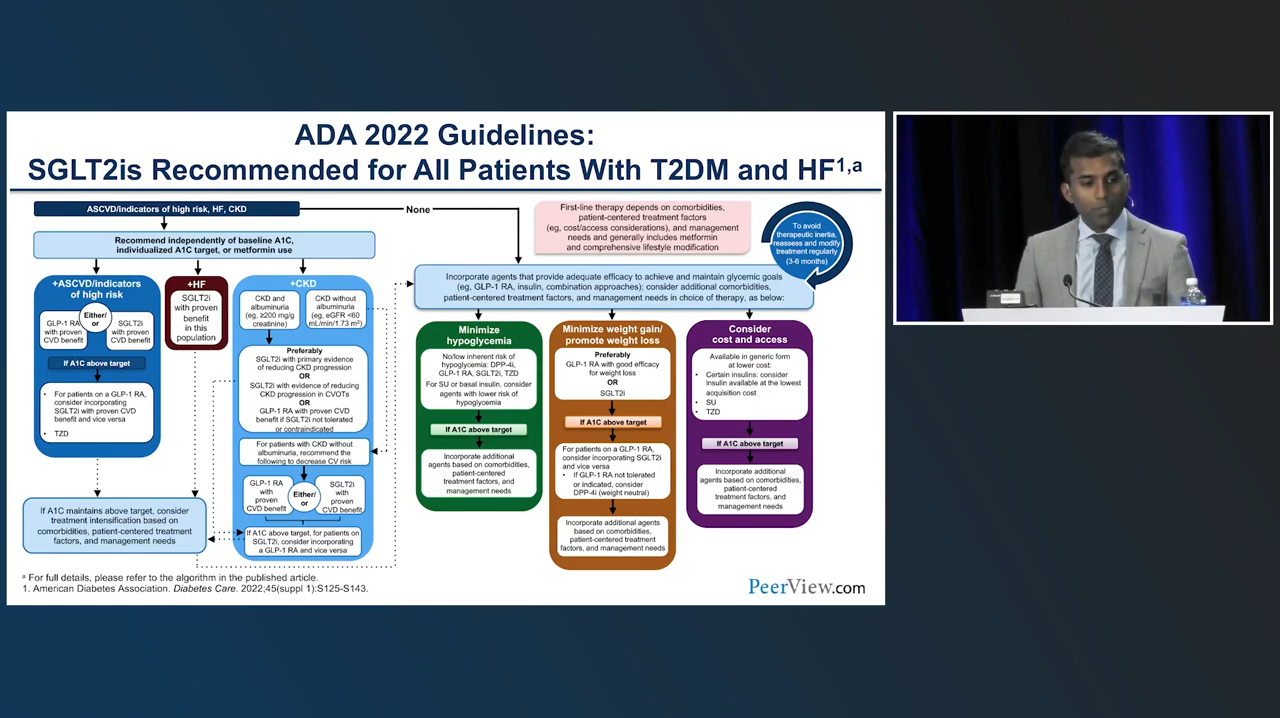 ADA 2022 Guidelines:
SGLT2is Recommended for All Patients With T2DM and HF1,a
ASCVD/indicators of high risk, HF, CKD
None
First-line therapy depends on comorbidities,
patient-centered treatment factors
(eg, cost/access considerations), and management
needs and generally includes metformin
and comprehensive lifestyle modification
To avoid
therapeutic inertia,
reassess and modify
treatment regularly
(3-6 months)
Recommend independently of baseline A1C,
individualized A1C target, or metformin use
Incorporate agents that provide adequate efficacy to achieve and maintain glycemic goals
(eg, GLP-1 RA, insulin, combination approaches); consider additional comorbidities,
patient-centered treatment factors, and management needs in choice of therapy, as below:
+ASCVD/indicators
of high risk
GLP-1 RA
with proven
CVD benefit
Either/
or
SGLT2i
with proven
CVD benefit
If A1C above target
• For patients on a GLP-1 RA,
consider incorporating
SGLT2i with proven CVD
benefit and vice versa
• TZD
+HF
SGLT2i
with proven
benefit
in this
population
+CKD
CKD and
albuminuria
(eg, ≥200 mg/g
creatinine)
CKD without
albuminuria
(eg, eGFR <60
mL/min/1.73 m²)
Preferably
SGLT2i with primary evidence
of reducing CKD progression
OR
SGLT2i with evidence of reducing
CKD progression in CVOTs
OR
GLP-1 RA with proven CVD
benefit if SGLT2i not tolerated
or contraindicated
For patients with CKD without
albuminuria, recommend the
following to decrease CV risk
GLP-1 RA
with
proven
CVD benefit
Either/
or
SGLT2i
with
proven
CVD benefit
If A1C above target, for patients on
SGLT2i, consider incorporating
a GLP-1 RA and vice versa
If A1C maintains above target, consider
treatment intensification based on
comorbidities, patient-centered treatment
factors, and management needs
Minimize
hypoglycemia
No/low inherent risk of
hypoglycemia: DPP-4i,
GLP-1 RA, SGLT2i, TZD
For SU or basal insulin, consider
agents with lower risk of
hypoglycemia
If A1C above target
Incorporate additional
agents based on comorbidities,
patient-centered
treatment factors, and
management needs
Minimize weight gain/
promote weight loss
Preferably
GLP-1 RA with good efficacy
for weight loss
OR
SGLT2i
If A1C above target
For patients on a GLP-1 RA,
consider incorporating SGLT2i
and vice versa
• If GLP-1 RA not tolerated
or indicated, consider
DPP-4i (weight neutral)
Incorporate additional agents
based on comorbidities,
patient-centered treatment
factors, and management needs
Consider
cost and access
Available in generic form
at lower cost:
• Certain insulins: consider
insulin available at the lowest
acquisition cost
• SU
• TZD
If A1C above target
Incorporate additional
agents based on comorbidities,
patient-centered
treatment factors, and
management needs
a For full details, please refer to the algorithm in the published article.
1. American Diabetes Association. Diabetes Care. 2022;45(suppl 1):S125-S143.
PeerView.com